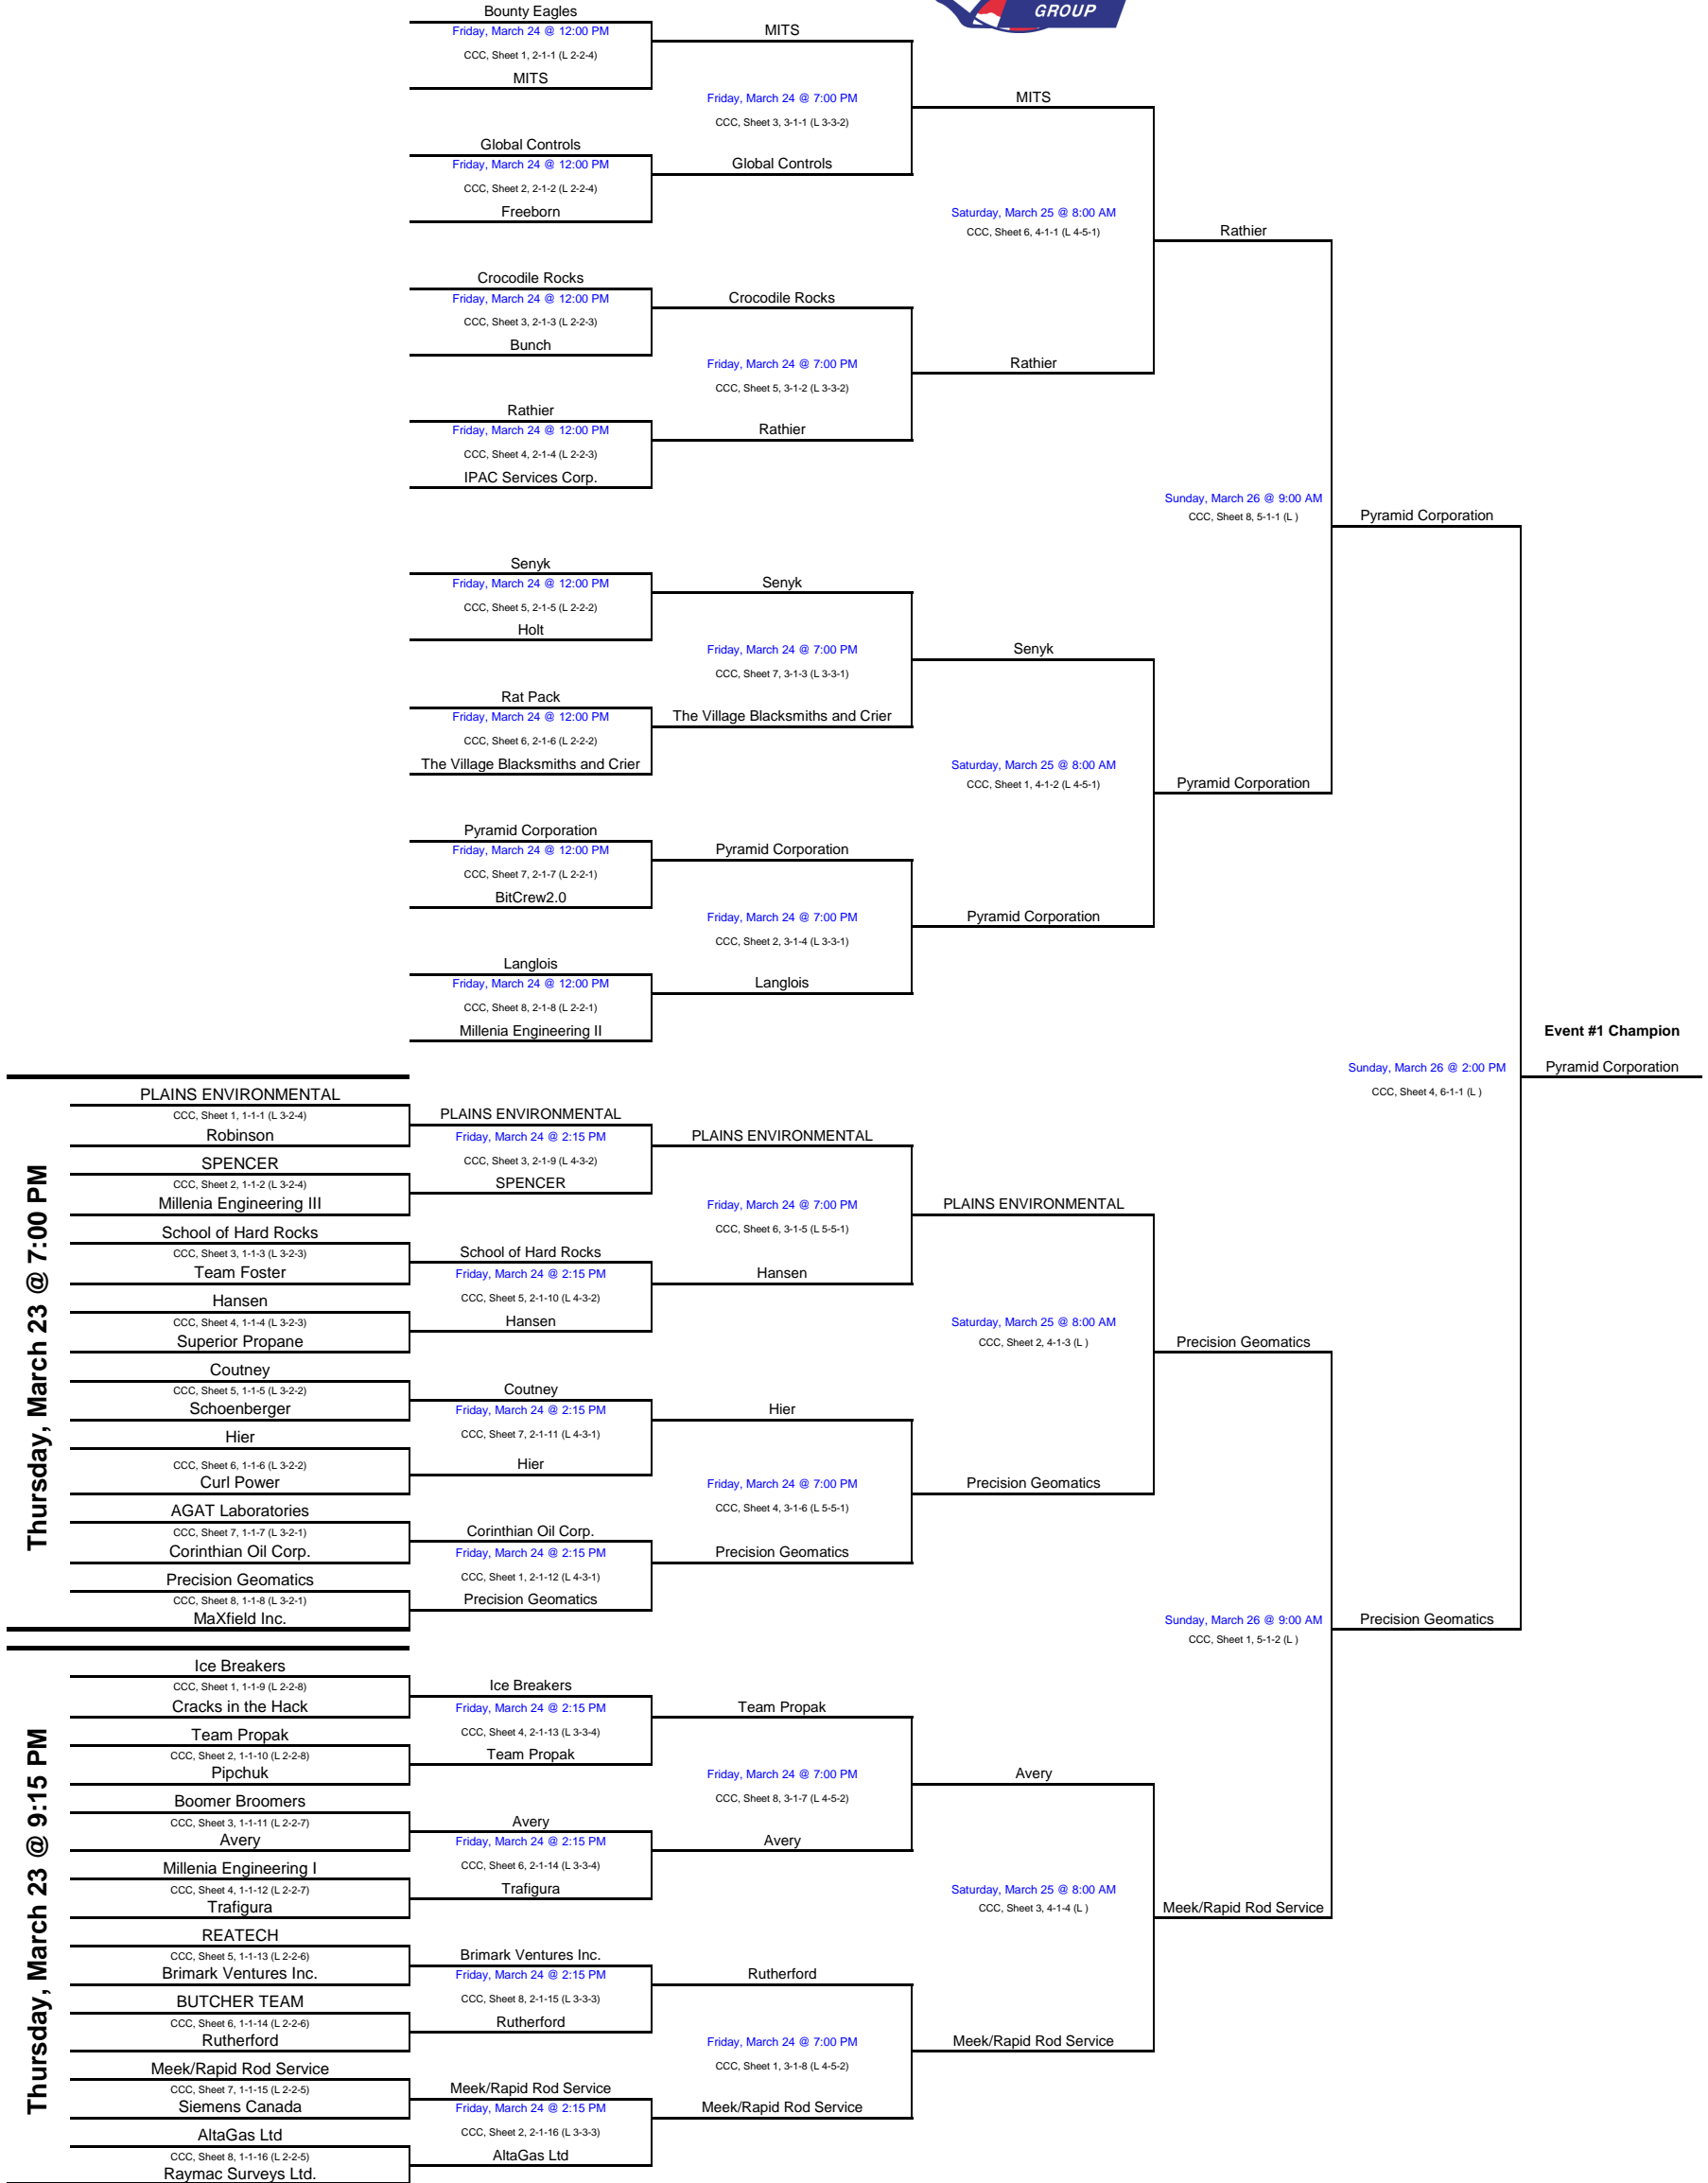 GROUP
Bounty Eagles
Friday, March 24 @ 12:00 PM
CCC, Sheet 1, 2-1-1 (L 2-2-4)
MITS
MITS
Global Controls
Friday, March 24 @ 12:00 PM
CCC, Sheet 2, 2-1-2 (L 2-2-4)
Freeborn
Friday, March 24 @ 7:00 PM
CCC, Sheet 3, 3-1-1 (L 3-3-2)
Global Controls
MITS
Crocodile Rocks
Friday, March 24 @ 12:00 PM
CCC, Sheet 3, 2-1-3 (L 2-2-3)
Bunch
Crocodile Rocks
Saturday, March 25 @ 8:00 AM
CCC, Sheet 6, 4-1-1 (L 4-5-1)
Rathier
Rathier
Friday, March 24 @ 12:00 PM
CCC, Sheet 4, 2-1-4 (L 2-2-3)
IPAC Services Corp.
Friday, March 24 @ 7:00 PM
CCC, Sheet 5, 3-1-2 (L 3-3-2)
Rathier
Rathier
Sunday, March 26 @ 9:00 AM
CCC, Sheet 8, 5-1-1 (L )
Pyramid Corporation
Senyk
Friday, March 24 @ 12:00 PM
CCC, Sheet 5, 2-1-5 (L 2-2-2)
Holt
Senyk
Rat Pack
Friday, March 24 @ 12:00 PM
CCC, Sheet 6, 2-1-6 (L 2-2-2)
The Village Blacksmiths and Crier
Friday, March 24 @ 7:00 PM
CCC, Sheet 7, 3-1-3 (L 3-3-1)
The Village Blacksmiths and Crier
Senyk
Saturday, March 25 @ 8:00 AM
CCC, Sheet 1, 4-1-2 (L 4-5-1)
Pyramid Corporation
Pyramid Corporation
Friday, March 24 @ 12:00 PM
CCC, Sheet 7, 2-1-7 (L 2-2-1)
BitCrew2.0
Pyramid Corporation
Langlois
Friday, March 24 @ 12:00 PM
CCC, Sheet 8, 2-1-8 (L 2-2-1)
Millenia Engineering II
Friday, March 24 @ 7:00 PM
CCC, Sheet 2, 3-1-4 (L 3-3-1)
Langlois
Pyramid Corporation
Event #1 Champion
Sunday, March 26 @ 2:00 PM
CCC, Sheet 4, 6-1-1 (L )
Pyramid Corporation
Thursday, March 23 @ 7:00 PM
PLAINS ENVIRONMENTAL
CCC, Sheet 1, 1-1-1 (L 3-2-4)
Robinson
SPENCER
CCC, Sheet 2, 1-1-2 (L 3-2-4)
Millenia Engineering III
School of Hard Rocks
CCC, Sheet 3, 1-1-3 (L 3-2-3)
Team Foster
Hansen
CCC, Sheet 4, 1-1-4 (L 3-2-3)
Superior Propane
Coutney
CCC, Sheet 5, 1-1-5 (L 3-2-2)
Schoenberger
Hier
CCC, Sheet 6, 1-1-6 (L 3-2-2)
Curl Power
AGAT Laboratories
CCC, Sheet 7, 1-1-7 (L 3-2-1)
Corinthian Oil Corp.
Precision Geomatics
CCC, Sheet 8, 1-1-8 (L 3-2-1)
MaXfield Inc.
PLAINS ENVIRONMENTAL
Friday, March 24 @ 2:15 PM
CCC, Sheet 3, 2-1-9 (L 4-3-2)
SPENCER
School of Hard Rocks
Friday, March 24 @ 2:15 PM
CCC, Sheet 5, 2-1-10 (L 4-3-2)
Hansen
Coutney
Friday, March 24 @ 2:15 PM
CCC, Sheet 7, 2-1-11 (L 4-3-1)
Hier
Corinthian Oil Corp.
Friday, March 24 @ 2:15 PM
CCC, Sheet 1, 2-1-12 (L 4-3-1)
Precision Geomatics
PLAINS ENVIRONMENTAL
Friday, March 24 @ 7:00 PM
CCC, Sheet 6, 3-1-5 (L 5-5-1)
Hansen
Hier
Friday, March 24 @ 7:00 PM
CCC, Sheet 4, 3-1-6 (L 5-5-1)
Precision Geomatics
PLAINS ENVIRONMENTAL
Saturday, March 25 @ 8:00 AM
CCC, Sheet 2, 4-1-3 (L )
Precision Geomatics
Precision Geomatics
Sunday, March 26 @ 9:00 AM
CCC, Sheet 1, 5-1-2 (L )
Precision Geomatics
Thursday, March 23 @ 9:15 PM
Ice Breakers
CCC, Sheet 1, 1-1-9 (L 2-2-8)
Cracks in the Hack
Team Propak
CCC, Sheet 2, 1-1-10 (L 2-2-8)
Pipchuk
Boomer Broomers
CCC, Sheet 3, 1-1-11 (L 2-2-7)
Avery
Millenia Engineering I
CCC, Sheet 4, 1-1-12 (L 2-2-7)
Trafigura
REATECH
CCC, Sheet 5, 1-1-13 (L 2-2-6)
Brimark Ventures Inc.
BUTCHER TEAM
CCC, Sheet 6, 1-1-14 (L 2-2-6)
Rutherford
Meek/Rapid Rod Service
CCC, Sheet 7, 1-1-15 (L 2-2-5)
Siemens Canada
AltaGas Ltd
CCC, Sheet 8, 1-1-16 (L 2-2-5)
Raymac Surveys Ltd.
Ice Breakers
Friday, March 24 @ 2:15 PM
CCC, Sheet 4, 2-1-13 (L 3-3-4)
Team Propak
Avery
Friday, March 24 @ 2:15 PM
CCC, Sheet 6, 2-1-14 (L 3-3-4)
Trafigura
Brimark Ventures Inc.
Friday, March 24 @ 2:15 PM
CCC, Sheet 8, 2-1-15 (L 3-3-3)
Rutherford
Meek/Rapid Rod Service
Friday, March 24 @ 2:15 PM
CCC, Sheet 2, 2-1-16 (L 3-3-3)
AltaGas Ltd
Team Propak
Friday, March 24 @ 7:00 PM
CCC, Sheet 8, 3-1-7 (L 4-5-2)
Avery
Rutherford
Friday, March 24 @ 7:00 PM
CCC, Sheet 1, 3-1-8 (L 4-5-2)
Meek/Rapid Rod Service
Avery
Saturday, March 25 @ 8:00 AM
CCC, Sheet 3, 4-1-4 (L )
Meek/Rapid Rod Service
Meek/Rapid Rod Service